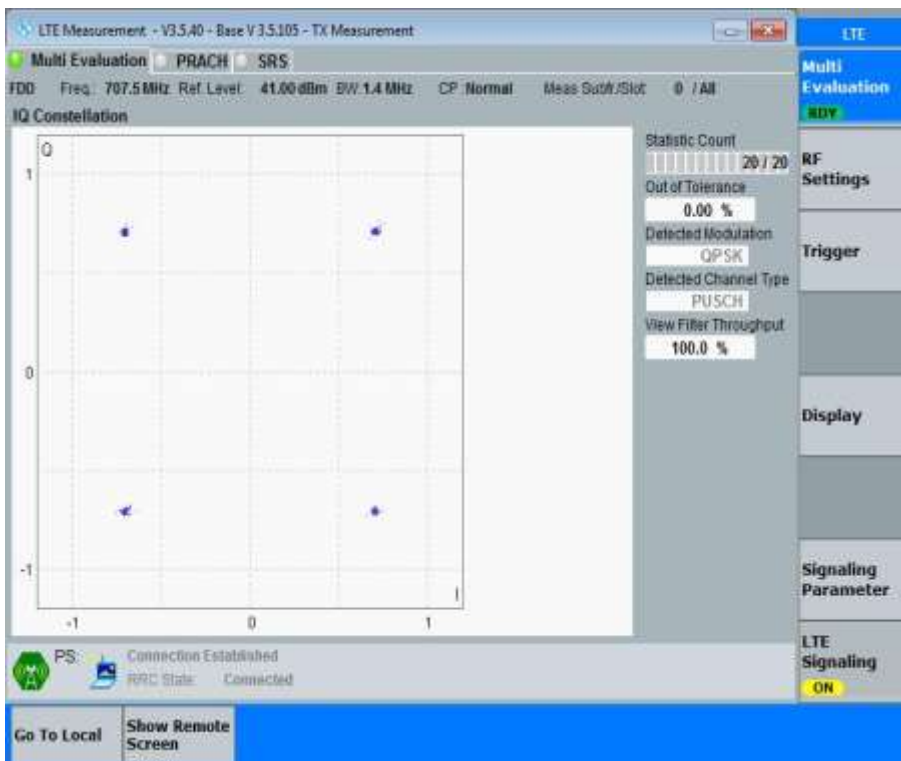 LTE Measurement - V3.5.40 - Base V 3.5.105 - TX Measurement
LTE
Multi Evaluation PRACH SRS
Multi
Evaluation
RDY
FDD Freq.: 707.5 MHz Ref. Level: 41.00 dBm BW: 1.4 MHz CP: Normal Meas Subfr./Slot: 0 / All
IQ Constellation
Q
1
0
-1
-1 0 1
I
Statistic Count
20 / 20
Out of Tolerance
0.00 %
Detected Modulation
QPSK
Detected Channel Type
PUSCH
View Filter Throughput
100.0 %
RF
Settings
Trigger
Display
Signaling
Parameter
LTE
Signaling
ON
PS: Connection Established
RRC State: Connected
Go To Local
Show Remote
Screen